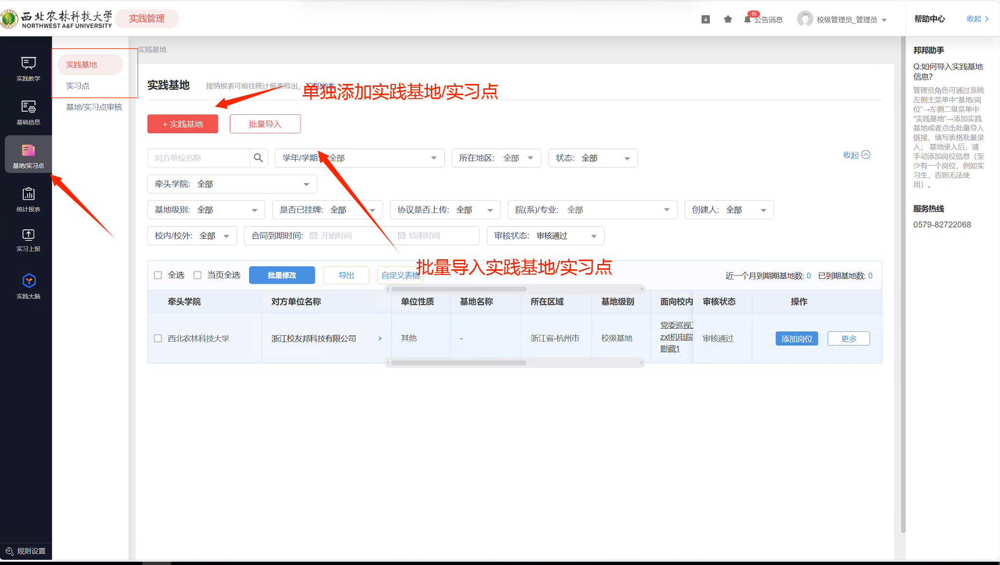 西北农林科技大学
NORTHWEST A&F UNIVERSITY
实践管理
15
公告消息
校级管理员_管理员
帮助中心
收起
实践教学
基础信息
基地/实习点
统计报表
实习上报
实践大脑
规则设置
实践基地
实习点
基地/实习点审核
实践基地
实践基地
接纳报表可前往统计报表导出，立即前往
单独添加实践基地/实习点
+ 实践基地
批量导入
对方单位名称
学年/学期: 全部
所在地区: 全部
状态: 全部
收起
牵头学院: 全部
基地级别: 全部
是否已挂牌: 全部
协议是否上传: 全部
院(系)/专业: 全部
创建人: 全部
校内/校外: 全部
合同到期时间: 开始时间 结束时间
审核状态: 审核通过
批量导入实践基地/实习点
全选 当页全选 批量修改 导出 自定义表格
近一个月到期期基地数: 0 已到期基地数: 0
牵头学院 对方单位名称 单位性质 基地名称 所在区域 基地级别 面向校内 审核状态 操作
西北农林科技大学 浙江校友邦科技有限公司 其他 - 浙江省-杭州市 校级基地
党委巡视
zxt机电院
影藏1
审核通过 添加岗位 更多
邦邦助手
Q:如何导入实践基地
信息?
管理员角色可通过系统
左侧主菜单中“基地/岗
位”→左侧二级菜单中
“实践基地”→添加实践
基地或者点击批量导入
链接，填写表格批量录
入； 基地录入后，请
手动添加岗位信息（至
少有一个岗位，例如实
习生，否则无法使
用）。
服务热线
0579-82722068